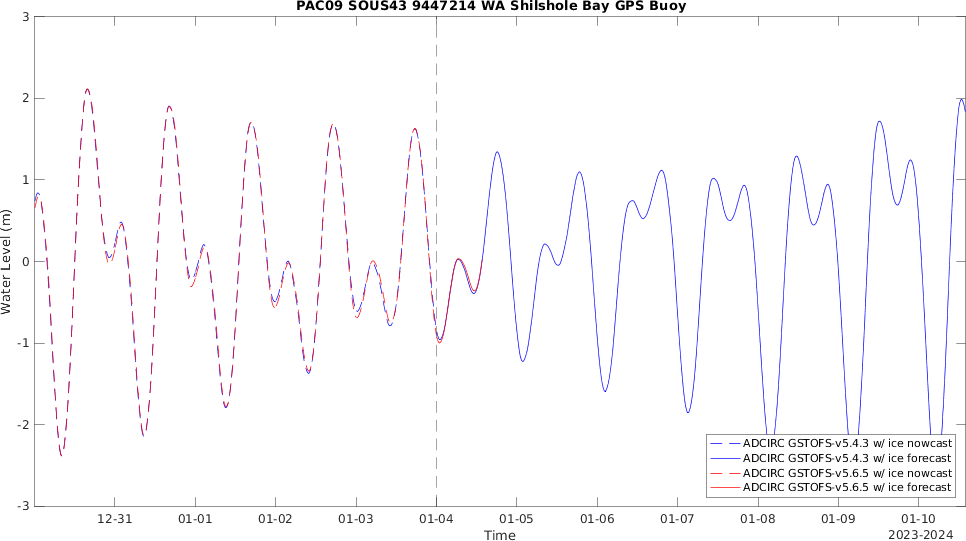 PAC09 SOUS43 9447214 WA Shilshole Bay GPS Buoy
3
2
1
0
-1
-2
-3
Water Level (m)
ADCIRC GSTOFS-v5.4.3 w/ ice nowcast
ADCIRC GSTOFS-v5.4.3 w/ ice forecast
ADCIRC GSTOFS-v5.6.5 w/ ice nowcast
ADCIRC GSTOFS-v5.6.5 w/ ice forecast
12-31 01-01 01-02 01-03 01-04 01-05 01-06 01-07 01-08 01-09 01-10
Time
2023-2024